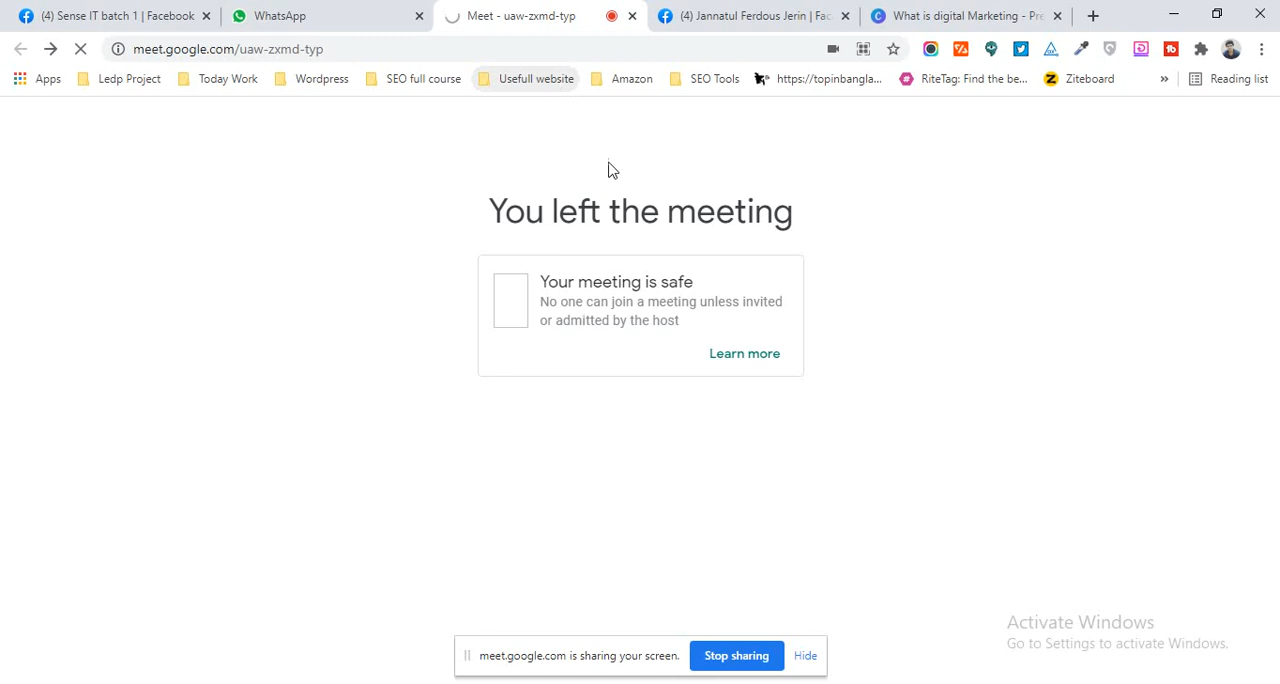 (4) Sense IT batch 1 | Facebook
WhatsApp
Meet - uaw-zxmd-typ
(4) Jannatul Ferdous Jerin | Fac
What is digital Marketing - Pre
meet.google.com/uaw-zxmd-typ
Apps
Ledp Project
Today Work
Wordpress
SEO full course
Usefull website
Amazon
SEO Tools
https://topinbangla...
RiteTag: Find the be...
Ziteboard
Reading list
You left the meeting
Your meeting is safe
No one can join a meeting unless invited
or admitted by the host
Learn more
Activate Windows
Go to Settings to activate Windows.
meet.google.com is sharing your screen.
Stop sharing
Hide